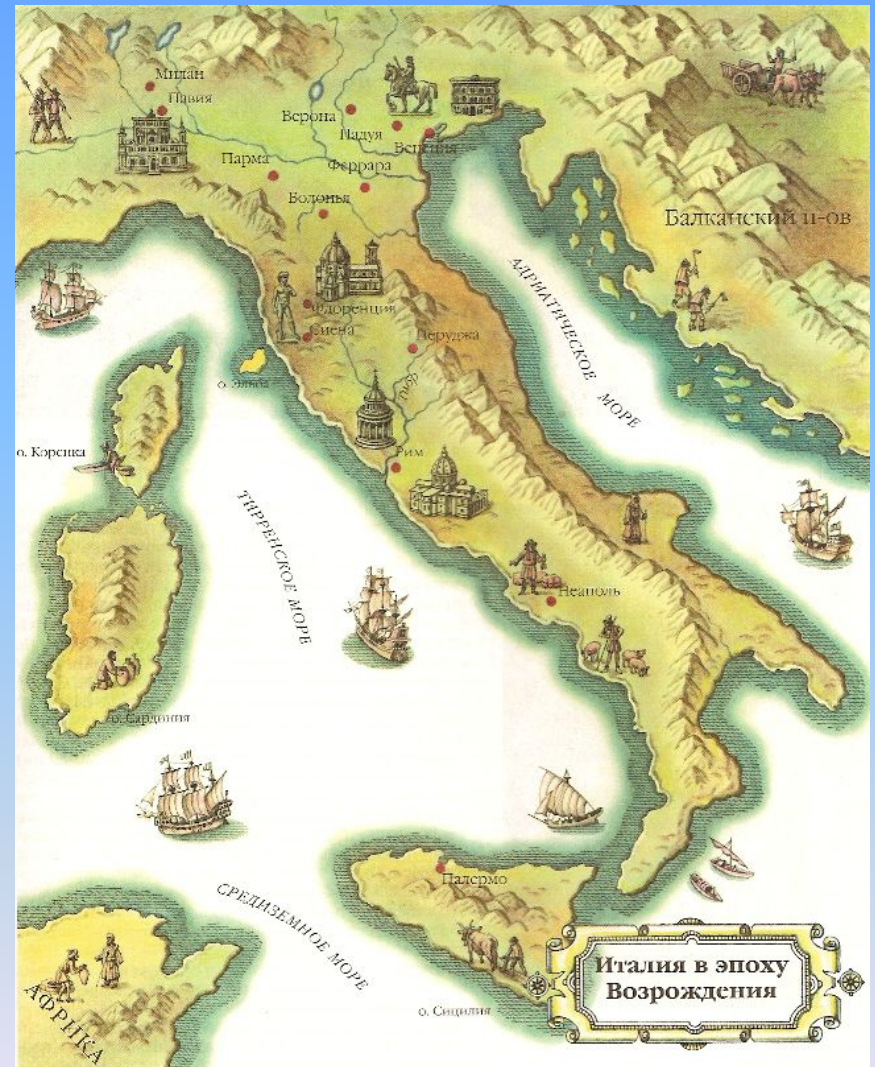 Милан
Павия
Верона
Падуя
Венеция
Парма
Феррара
Болонья
Балканский п-ов
АДРИАТИЧЕСКОЕ МОРЕ
Флоренция
Сиена
Перуджа
о. Эльба
Тибр
о. Корсика
Рим
ТИРРЕНСКОЕ МОРЕ
Неаполь
о. Сардиния
Палермо
СРЕДИЗЕМНОЕ МОРЕ
АФРИКА
о. Сицилия
Италия в эпоху
Возрождения